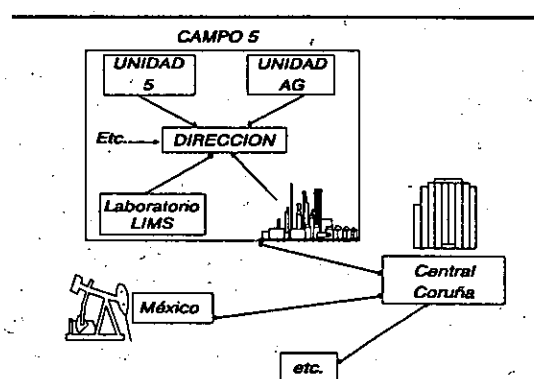 CAMPO 5
UNIDAD
5
UNIDAD
AG
Etc.
DIRECCION
Laboratorio
LIMS
Central
Coruña
México
etc.